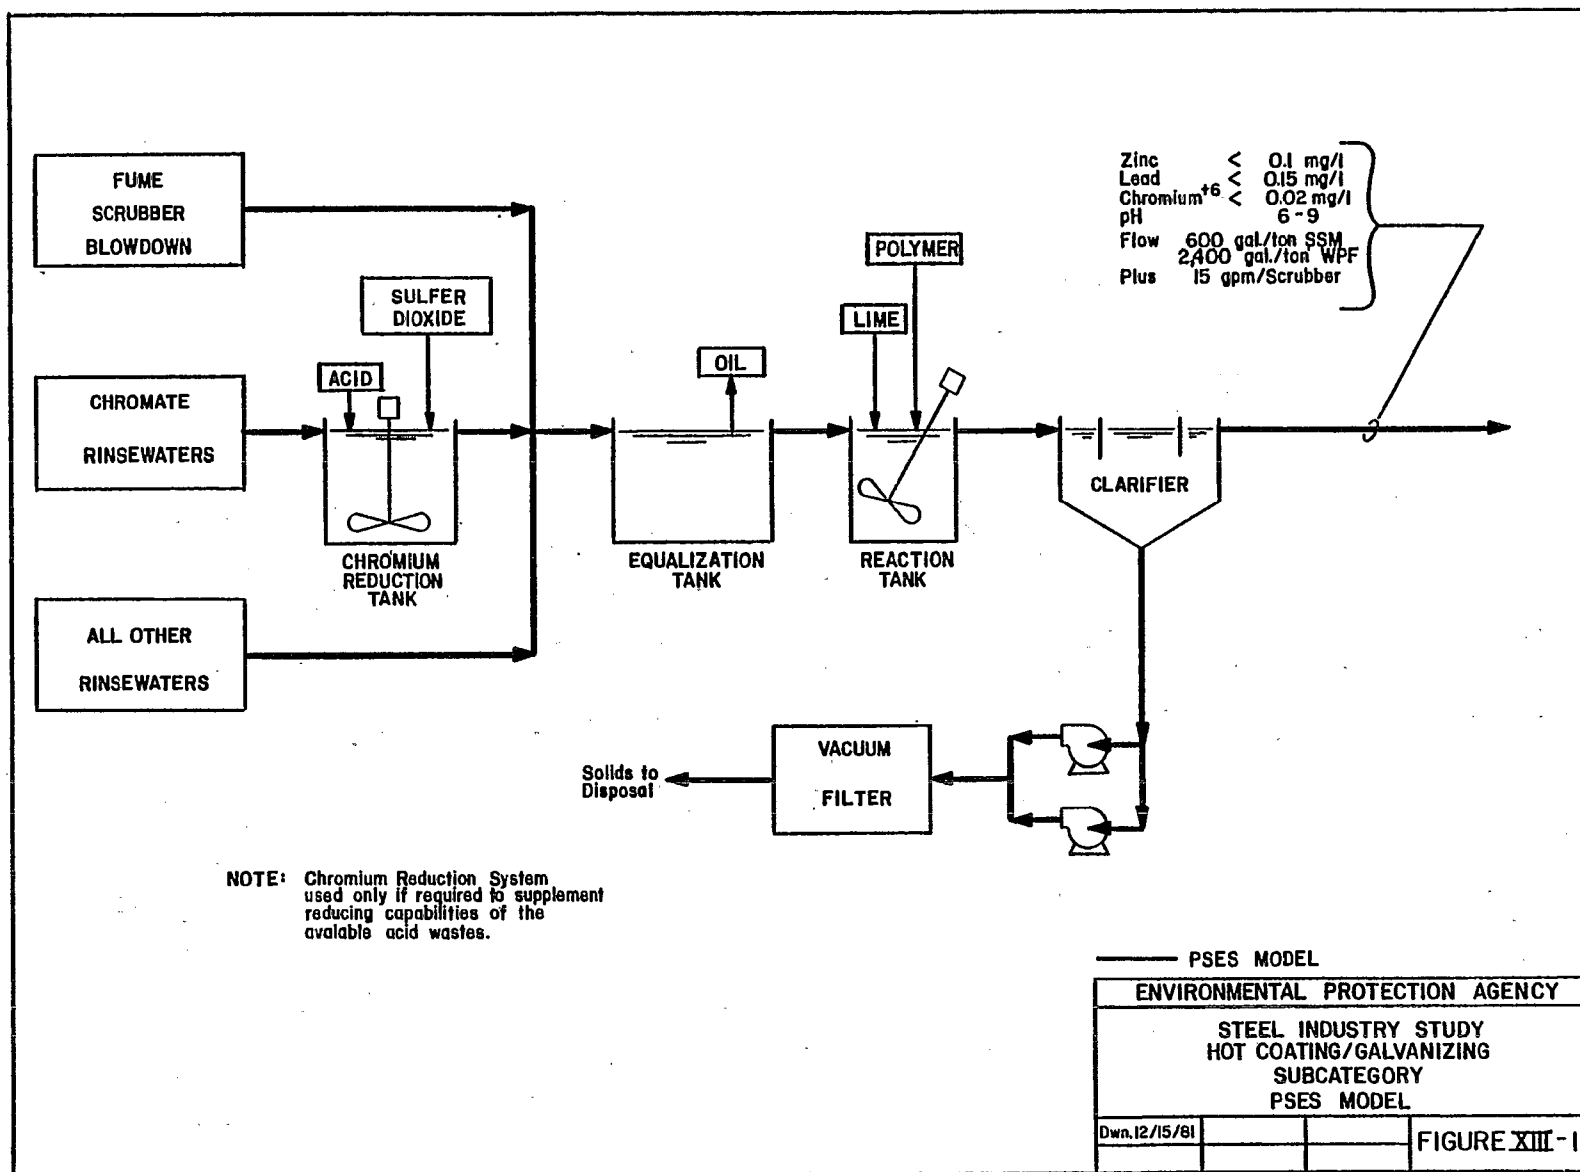 FUME
SCRUBBER
BLOWDOWN
CHROMATE
RINSEWATERS
ALL OTHER
RINSEWATERS
ACID
SULFER
DIOXIDE
CHROMIUM
REDUCTION
TANK
OIL
EQUALIZATION
TANK
LIME
POLYMER
REACTION
TANK
CLARIFIER
Zinc < 0.1 mg/l
Lead < 0.15 mg/l
Chromium+6 < 0.02 mg/l
pH 6-9
Flow 600 gal./ton SSM
2,400 gal./ton WPF
Plus 15 gpm/Scrubber
VACUUM
FILTER
Solids to
Disposal
NOTE: Chromium Reduction System
used only if required to supplement
reducing capabilities of the
avalable acid wastes.
PSES MODEL
ENVIRONMENTAL PROTECTION AGENCY
STEEL INDUSTRY STUDY
HOT COATING/GALVANIZING
SUBCATEGORY
PSES MODEL
Dwn.12/15/81
FIGURE XIII-1